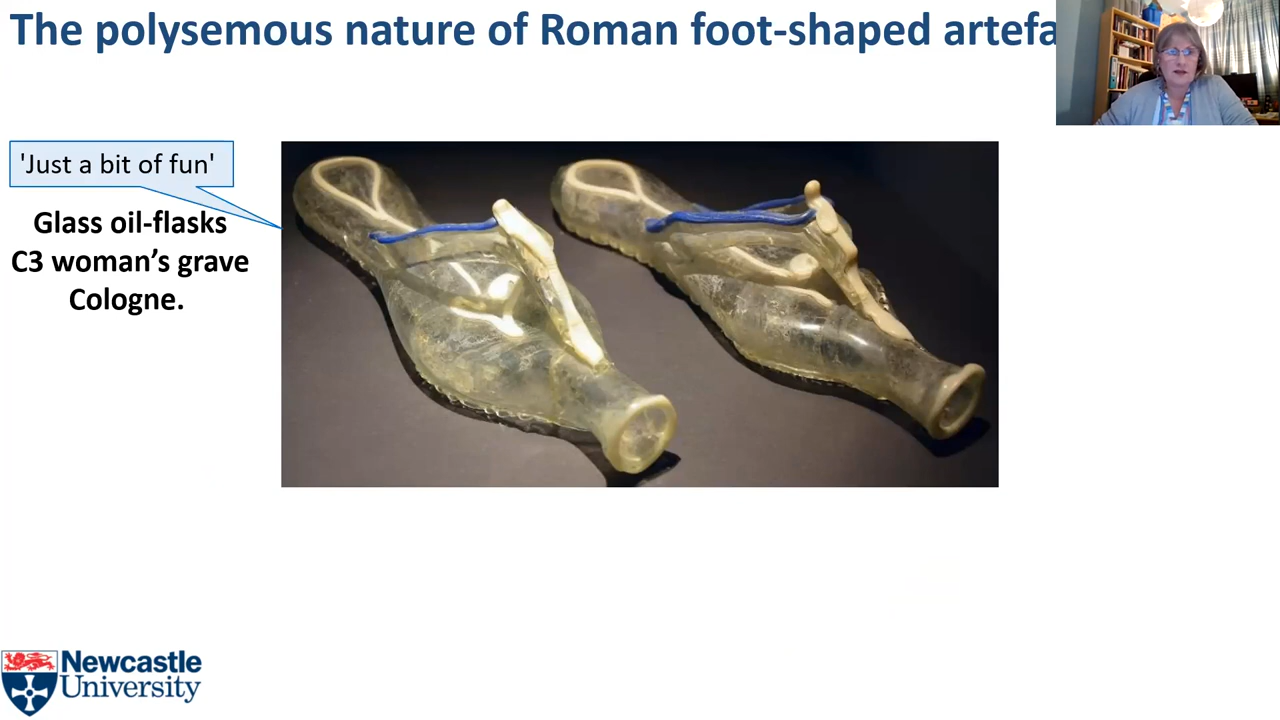 The polysemous nature of Roman foot-shaped artefa
'Just a bit of fun'
Glass oil-flasks
C3 woman’s grave
Cologne.
Newcastle
University